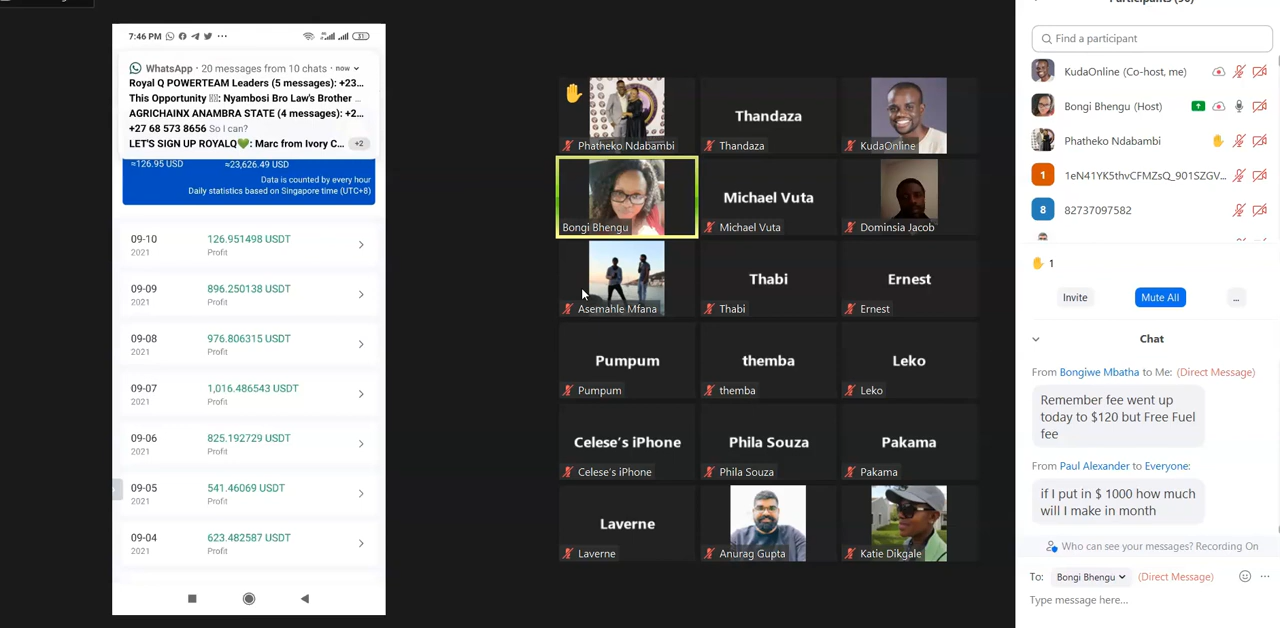 7:46 PM
WhatsApp · 20 messages from 10 chats · now
Royal Q POWERTEAM Leaders (5 messages): +23...
This Opportunity : Nyambosi Bro Law's Brother ...
AGRICHAINX ANAMBRA STATE (4 messages): +2...
+27 68 573 8656 So I can?
LET'S SIGN UP ROYALQ💚: Marc from Ivory C...
+2
≈126.95 USD ≈23,626.49 USD
Data is counted by every hour
Daily statistics based on Singapore time (UTC+8)
09-10 126.951498 USDT
2021 Profit
09-09 896.250138 USDT
2021 Profit
09-08 976.806315 USDT
2021 Profit
09-07 1,016.486543 USDT
2021 Profit
09-06 825.192729 USDT
2021 Profit
09-05 541.46069 USDT
2021 Profit
09-04 623.482587 USDT
2021 Profit
Phatheko Ndabambi
Thandaza
Thandaza
KudaOnline
Bongi Bhengu
Michael Vuta
Michael Vuta
Dominsia Jacob
Asemahle Mfana
Thabi
Thabi
Ernest
Ernest
Pumpum
Pumpum
themba
themba
Leko
Leko
Celese's iPhone
Celese's iPhone
Phila Souza
Phila Souza
Pakama
Pakama
Laverne
Laverne
Anurag Gupta
Katie Dikgale
Find a participant
KudaOnline (Co-host, me)
Bongi Bhengu (Host)
Phatheko Ndabambi
1 1eN41YK5thvCFMZsQ_901SZGV...
8 82737097582
1
Invite
Mute All
...
Chat
From Bongiwe Mbatha to Me: (Direct Message)
Remember fee went up
today to $120 but Free Fuel
fee
From Paul Alexander to Everyone:
if I put in $ 1000 how much
will I make in month
Who can see your messages? Recording On
To: Bongi Bhengu (Direct Message)
Type message here...